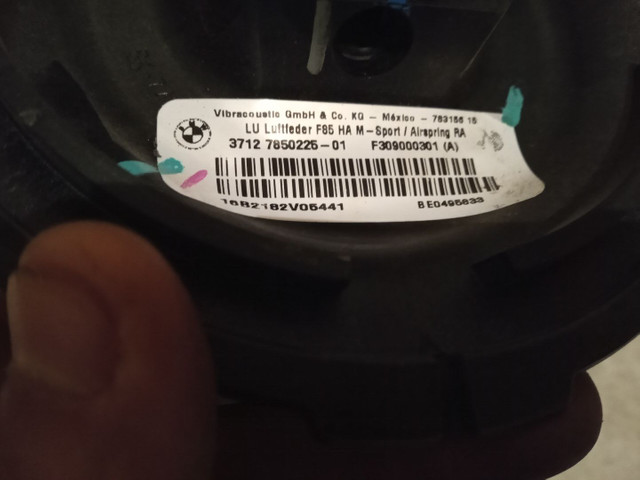 Vibracoustic GmbH & Co. KG - México - 783156 15
LU Luftfeder F85 HA M-Sport / Airspring RA
3712 7850226-01 F309000301 (A)
16B2182V05441 BE0495833